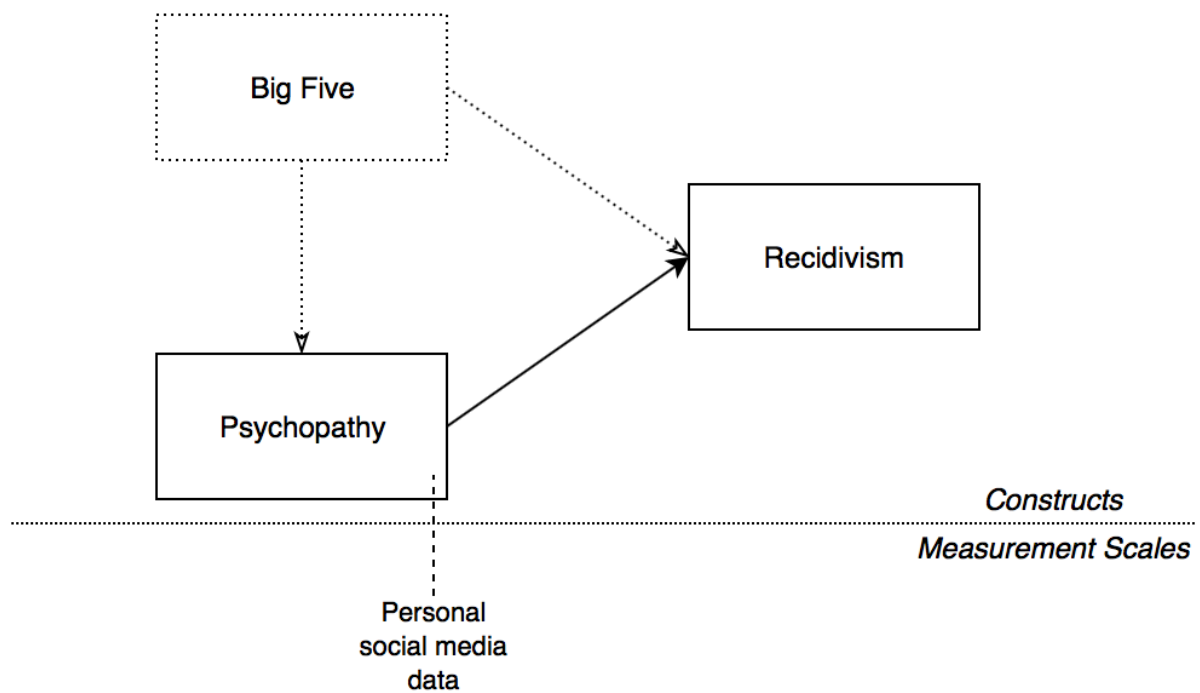 Big Five
Recidivism
Psychopathy
Constructs
Measurement Scales
Personal
social media
data